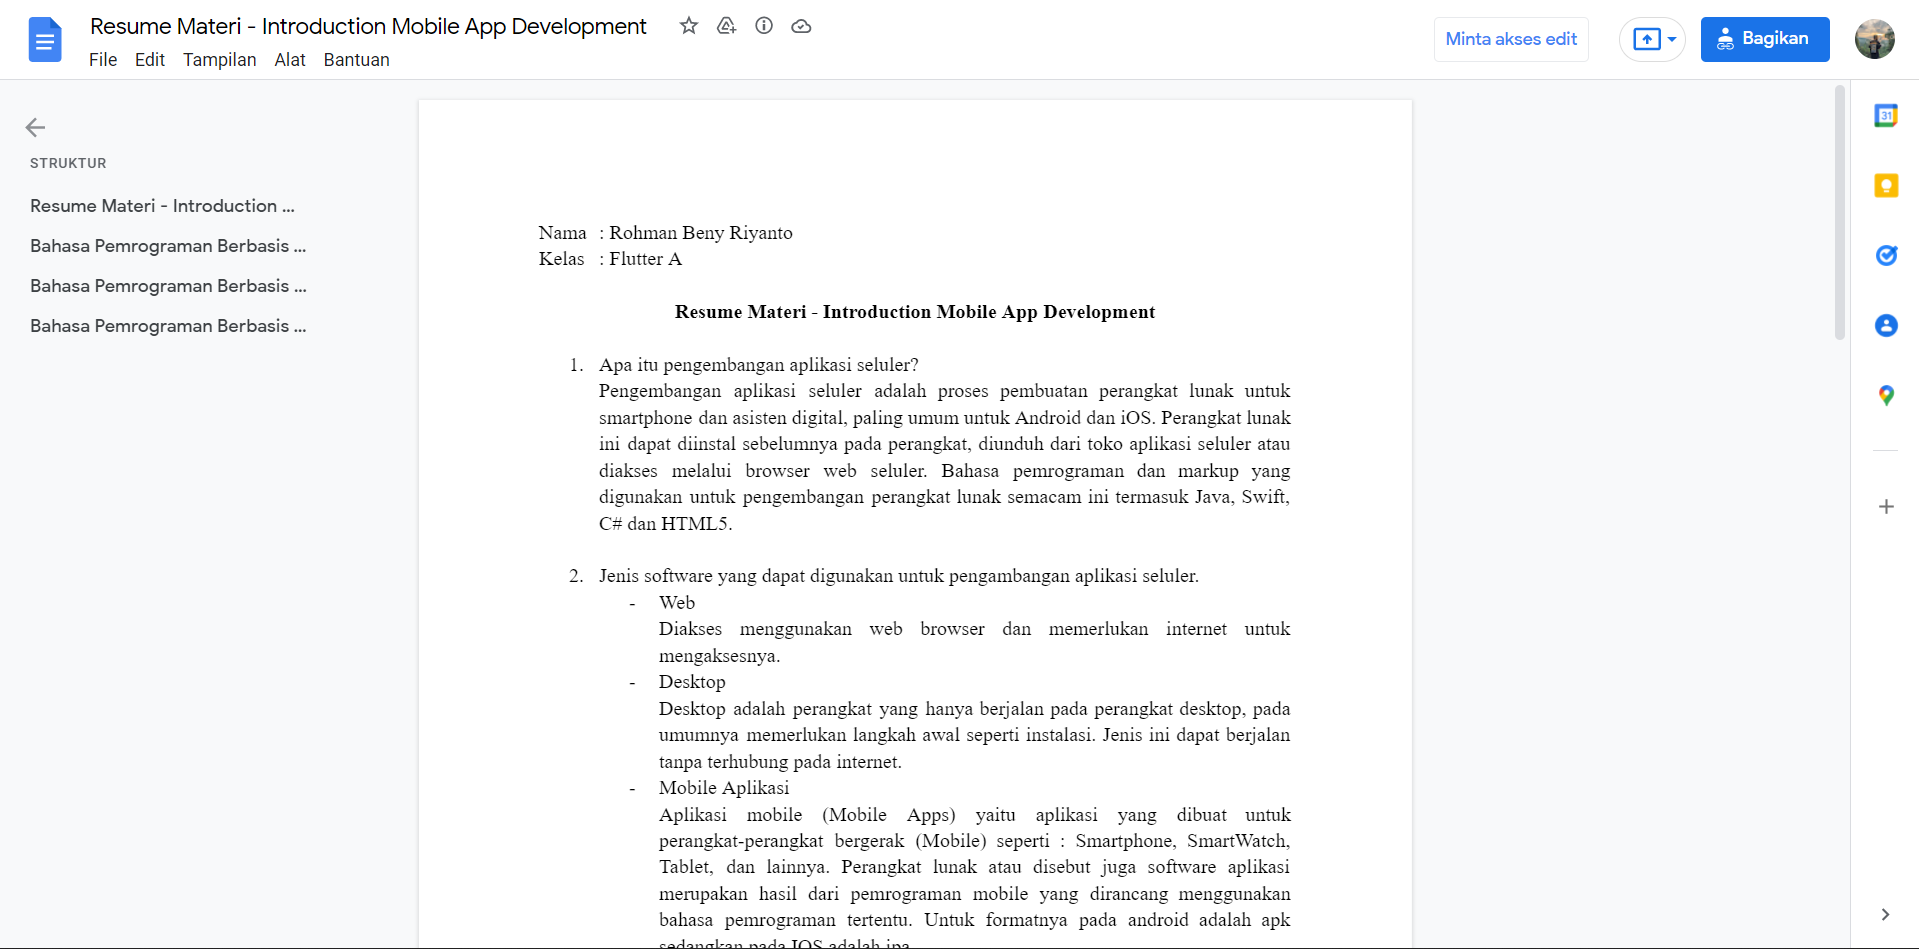 Resume Materi - Introduction Mobile App Development
File Edit Tampilan Alat Bantuan
Minta akses edit
Bagikan
STRUKTUR
Resume Materi - Introduction ...
Bahasa Pemrograman Berbasis ...
Bahasa Pemrograman Berbasis ...
Bahasa Pemrograman Berbasis ...
Nama : Rohman Beny Riyanto
Kelas : Flutter A
Resume Materi - Introduction Mobile App Development
1. Apa itu pengembangan aplikasi seluler?
Pengembangan aplikasi seluler adalah proses pembuatan perangkat lunak untuk
smartphone dan asisten digital, paling umum untuk Android dan iOS. Perangkat lunak
ini dapat diinstal sebelumnya pada perangkat, diunduh dari toko aplikasi seluler atau
diakses melalui browser web seluler. Bahasa pemrograman dan markup yang
digunakan untuk pengembangan perangkat lunak semacam ini termasuk Java, Swift,
C# dan HTML5.
2. Jenis software yang dapat digunakan untuk pengambangan aplikasi seluler.
- Web
Diakses menggunakan web browser dan memerlukan internet untuk
mengaksesnya.
- Desktop
Desktop adalah perangkat yang hanya berjalan pada perangkat desktop, pada
umumnya memerlukan langkah awal seperti instalasi. Jenis ini dapat berjalan
tanpa terhubung pada internet.
- Mobile Aplikasi
Aplikasi mobile (Mobile Apps) yaitu aplikasi yang dibuat untuk
perangkat-perangkat bergerak (Mobile) seperti : Smartphone, SmartWatch,
Tablet, dan lainnya. Perangkat lunak atau disebut juga software aplikasi
merupakan hasil dari pemrograman mobile yang dirancang menggunakan
bahasa pemrograman tertentu. Untuk formatnya pada android adalah apk
sedangkan pada IOS adalah ipa
31